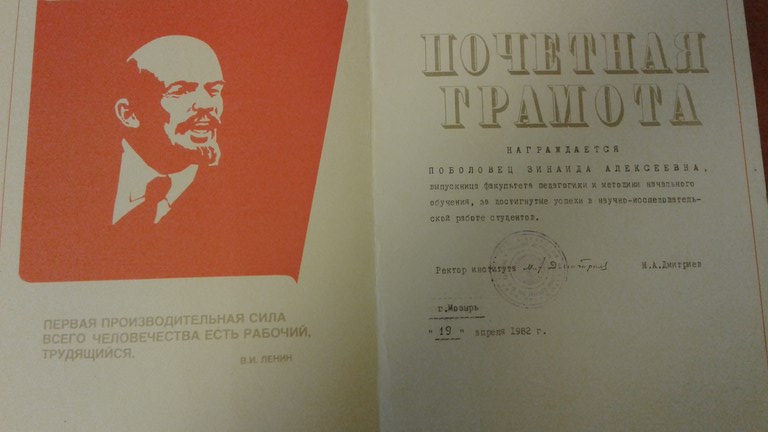 ПЕРВАЯ ПРОИЗВОДИТЕЛЬНАЯ СИЛА
ВСЕГО ЧЕЛОВЕЧЕСТВА ЕСТЬ РАБОЧИЙ,
ТРУДЯЩИЙСЯ.
В.И. ЛЕНИН
ПОЧЕТНАЯ
ГРАМОТА
НАГРАЖДАЕТСЯ
ПОБОЛОВЕЦ ЗИНАИДА АЛЕКСЕЕВНА,
выпускница факультета педагогики и методики начального
обучения, за достигнутые успехи в научно-исследователь-
ской работе студентов.
Ректор института М.А.Дмитриев
г.Мозырь
"19" апреля 1982 г.